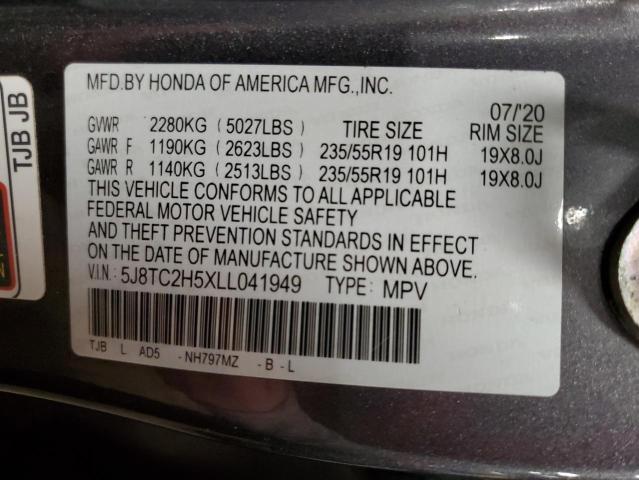 MFD.BY HONDA OF AMERICA MFG.,INC.
07/'20
GVWR 2280KG (5027LBS) TIRE SIZE RIM SIZE
GAWR F 1190KG (2623LBS) 235/55R19 101H 19X8.0J
GAWR R 1140KG (2513LBS) 235/55R19 101H 19X8.0J
THIS VEHICLE CONFORMS TO ALL APPLICABLE
FEDERAL MOTOR VEHICLE SAFETY
AND THEFT PREVENTION STANDARDS IN EFFECT
ON THE DATE OF MANUFACTURE SHOWN ABOVE.
V.I.N: 5J8TC2H5XLL041949 TYPE: MPV
TJB L AD5 -NH797MZ -B-L
TJB JB